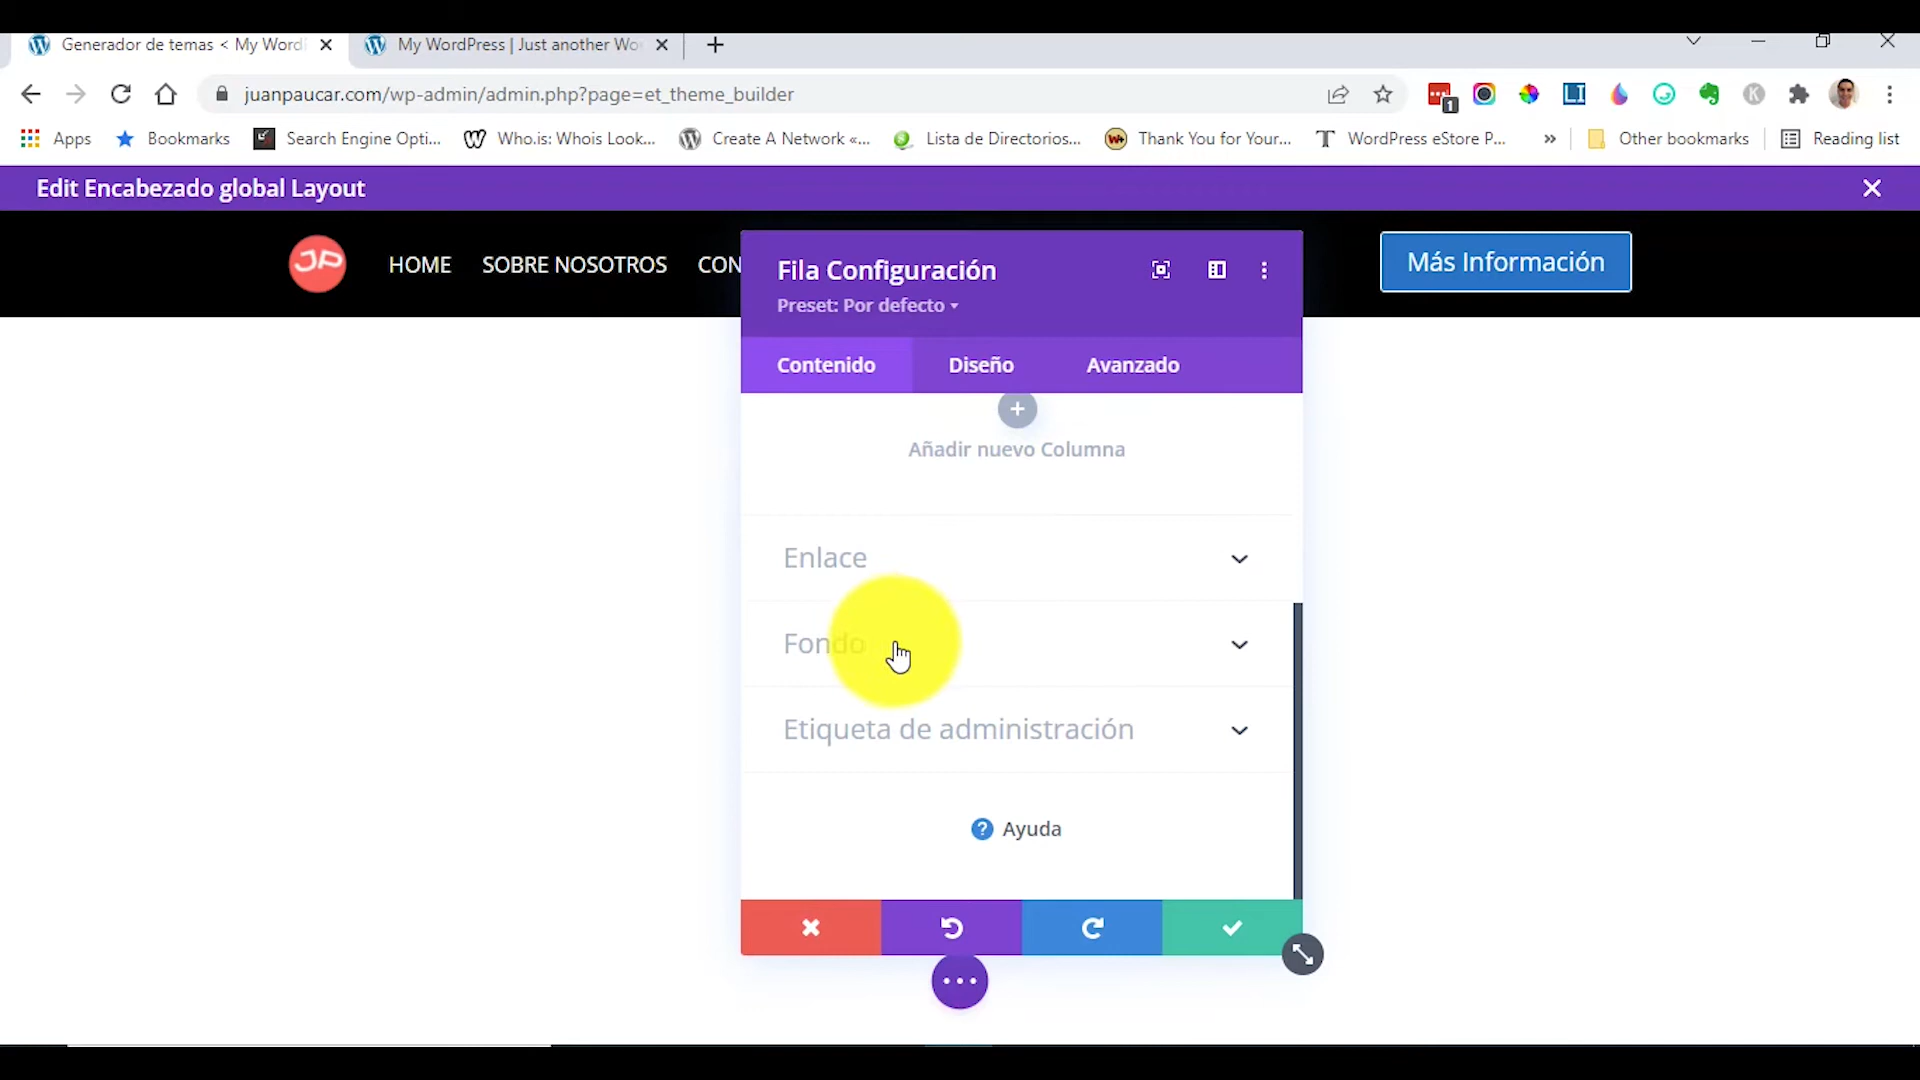 Generador de temas < My Word
My WordPress | Just another Wo
juanpaucar.com/wp-admin/admin.php?page=et_theme_builder
1
Apps
Bookmarks
Search Engine Opti...
Who.is: Whois Look...
Create A Network «...
Lista de Directorios...
Thank You for Your...
WordPress eStore P...
»
Other bookmarks
Reading list
Edit Encabezado global Layout
JP
HOME
SOBRE NOSOTROS
CON
Más Información
Fila Configuración
Preset: Por defecto
Contenido
Diseño
Avanzado
Añadir nuevo Columna
Enlace
Fondo
Etiqueta de administración
Ayuda